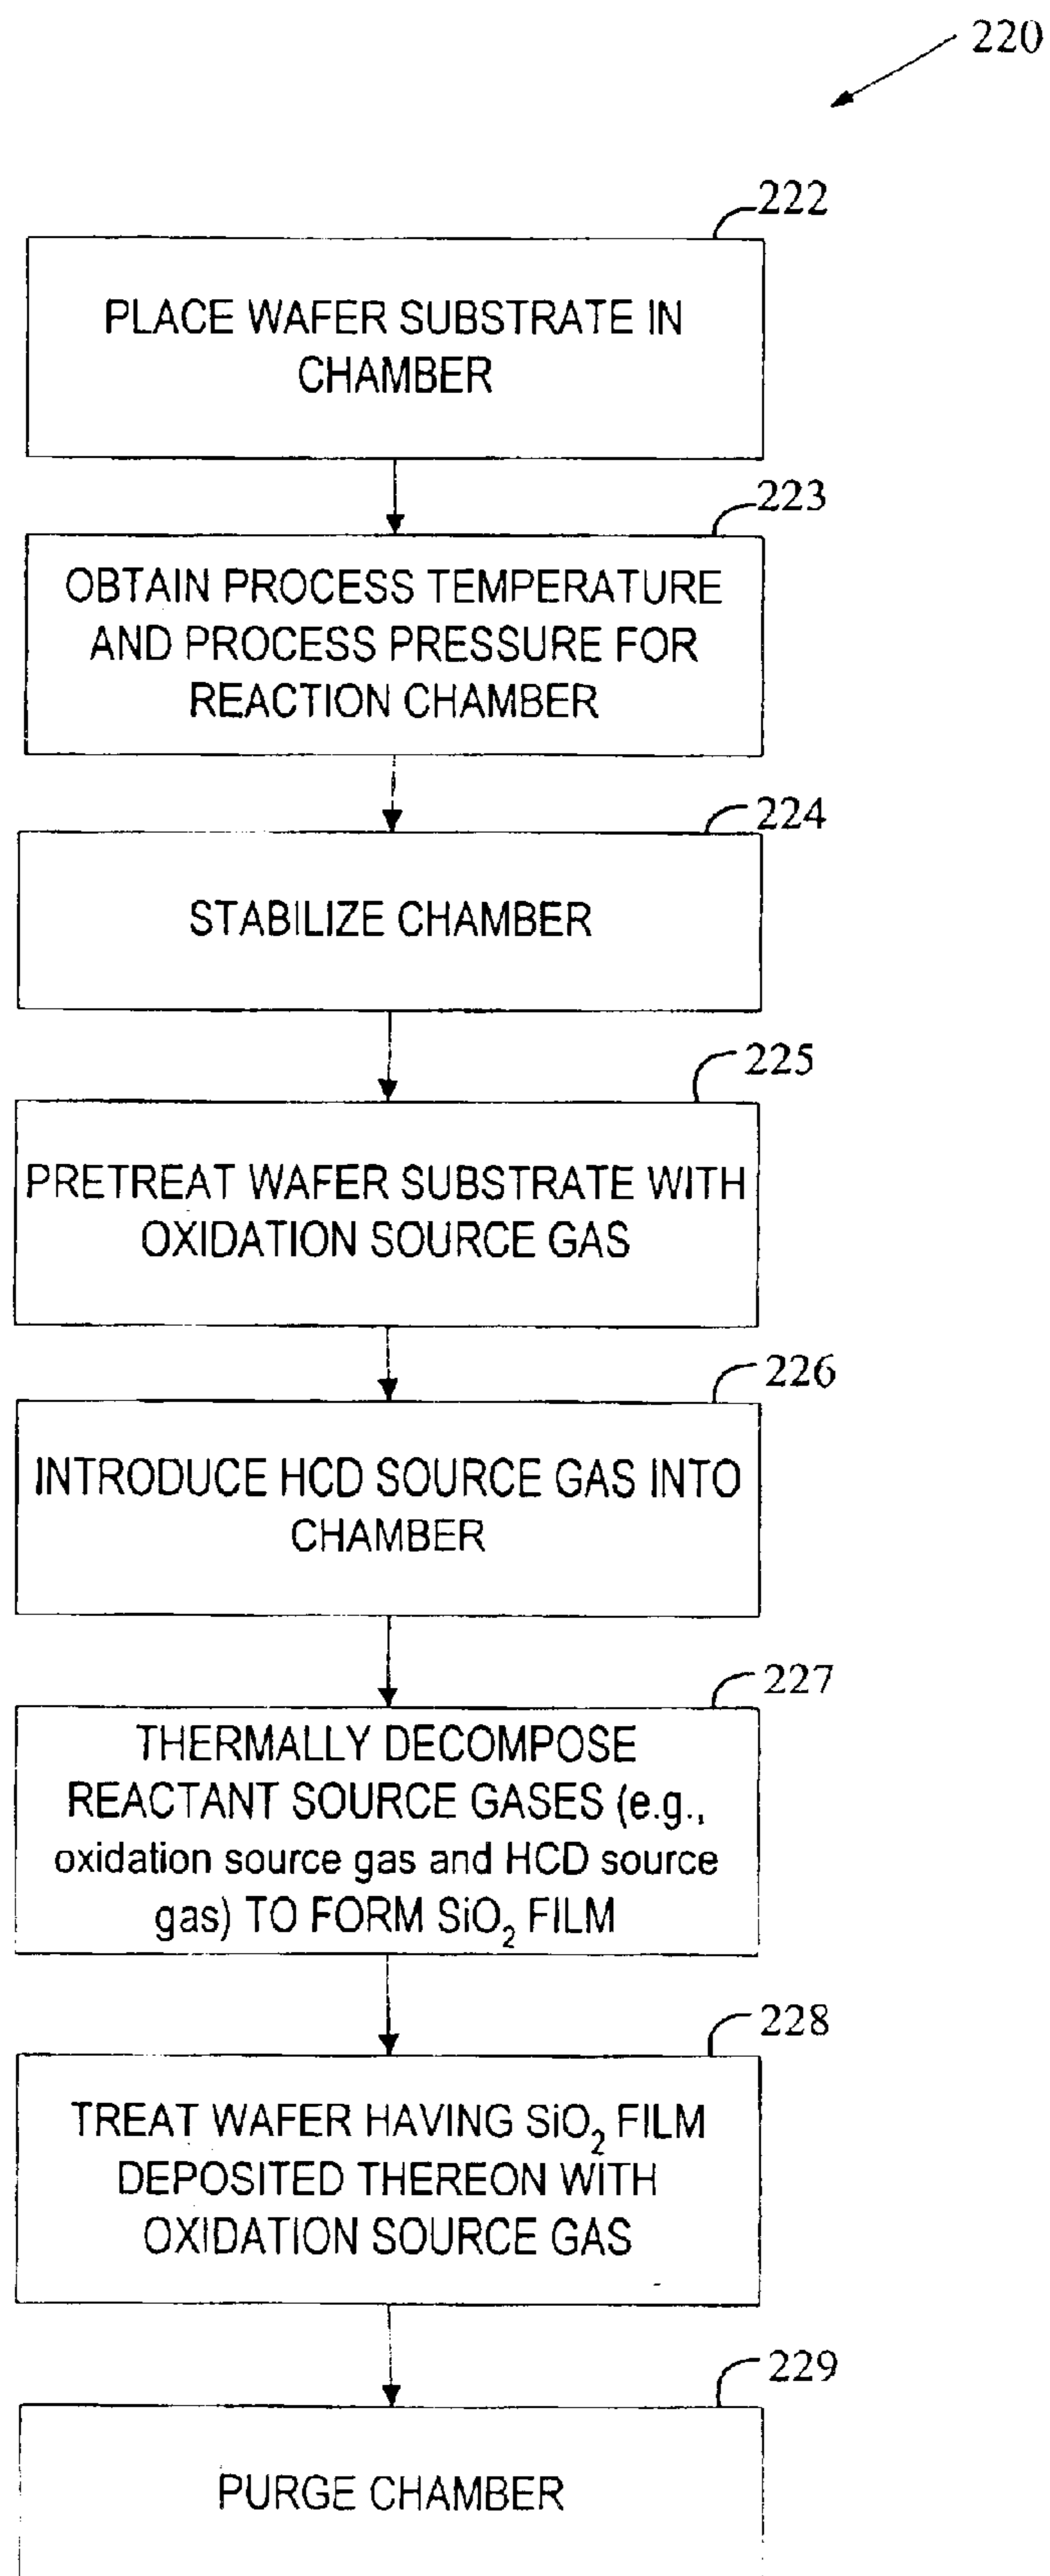 220
222
PLACE WAFER SUBSTRATE IN
CHAMBER
223
OBTAIN PROCESS TEMPERATURE
AND PROCESS PRESSURE FOR
REACTION CHAMBER
224
STABILIZE CHAMBER
225
PRETREAT WAFER SUBSTRATE WITH
OXIDATION SOURCE GAS
226
INTRODUCE HCD SOURCE GAS INTO
CHAMBER
227
THERMALLY DECOMPOSE
REACTANT SOURCE GASES (e.g.,
oxidation source gas and HCD source
gas) TO FORM SiO₂ FILM
228
TREAT WAFER HAVING SiO₂ FILM
DEPOSITED THEREON WITH
OXIDATION SOURCE GAS
229
PURGE CHAMBER